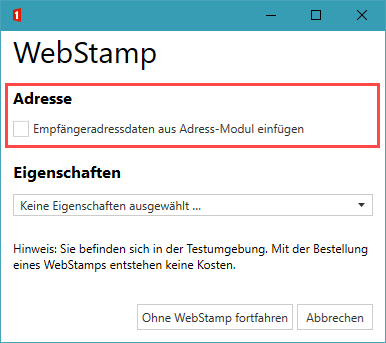 1
WebStamp
Adresse
Empfängeradressdaten aus Adress-Modul einfügen
Eigenschaften
Keine Eigenschaften ausgewählt ...
Hinweis: Sie befinden sich in der Testumgebung. Mit der Bestellung
eines WebStamps entstehen keine Kosten.
Ohne WebStamp fortfahren
Abbrechen